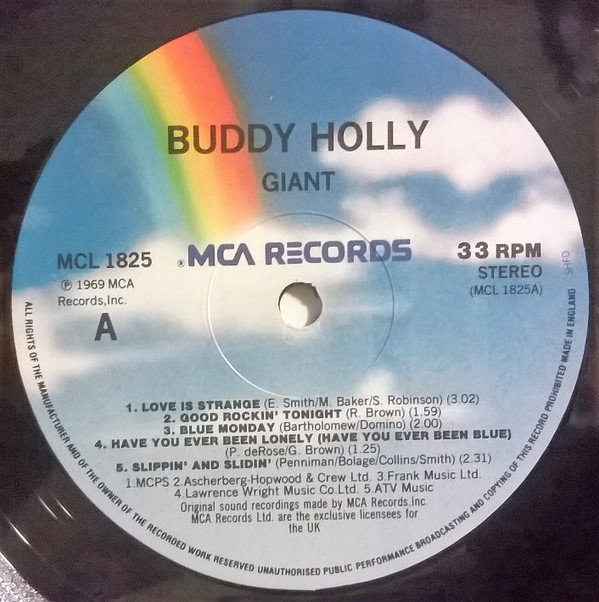 BUDDY HOLLY
GIANT
MCL 1825
® MCA RECORDS
33 RPM
STEREO
(MCL 1825A)
℗ 1969 MCA
Records,Inc.
A
1. LOVE IS STRANGE (E. Smith/M. Baker/S. Robinson) (3.02)
2. GOOD ROCKIN' TONIGHT (R. Brown) (1.59)
3. BLUE MONDAY (Bartholomew/Domino) (2.00)
4. HAVE YOU EVER BEEN LONELY (HAVE YOU EVER BEEN BLUE)
(P. deRose/G. Brown) (1.25)
5. SLIPPIN' AND SLIDIN' (Penniman/Bolage/Collins/Smith) (2.31)
1.MCPS 2.Ascherberg-Hopwood & Crew Ltd. 3.Frank Music Ltd.
4.Lawrence Wright Music Co.Ltd. 5.ATV Music
Original sound recordings made by MCA Records,Inc.
MCA Records Ltd. are the exclusive licensees for
the UK
ALL RIGHTS OF THE MANUFACTURER AND OF THE OWNER OF THE RECORDED WORK RESERVED UNAUTHORISED PUBLIC PERFORMANCE BROADCASTING AND COPYING OF THIS RECORD PROHIBITED MADE IN ENGLAND